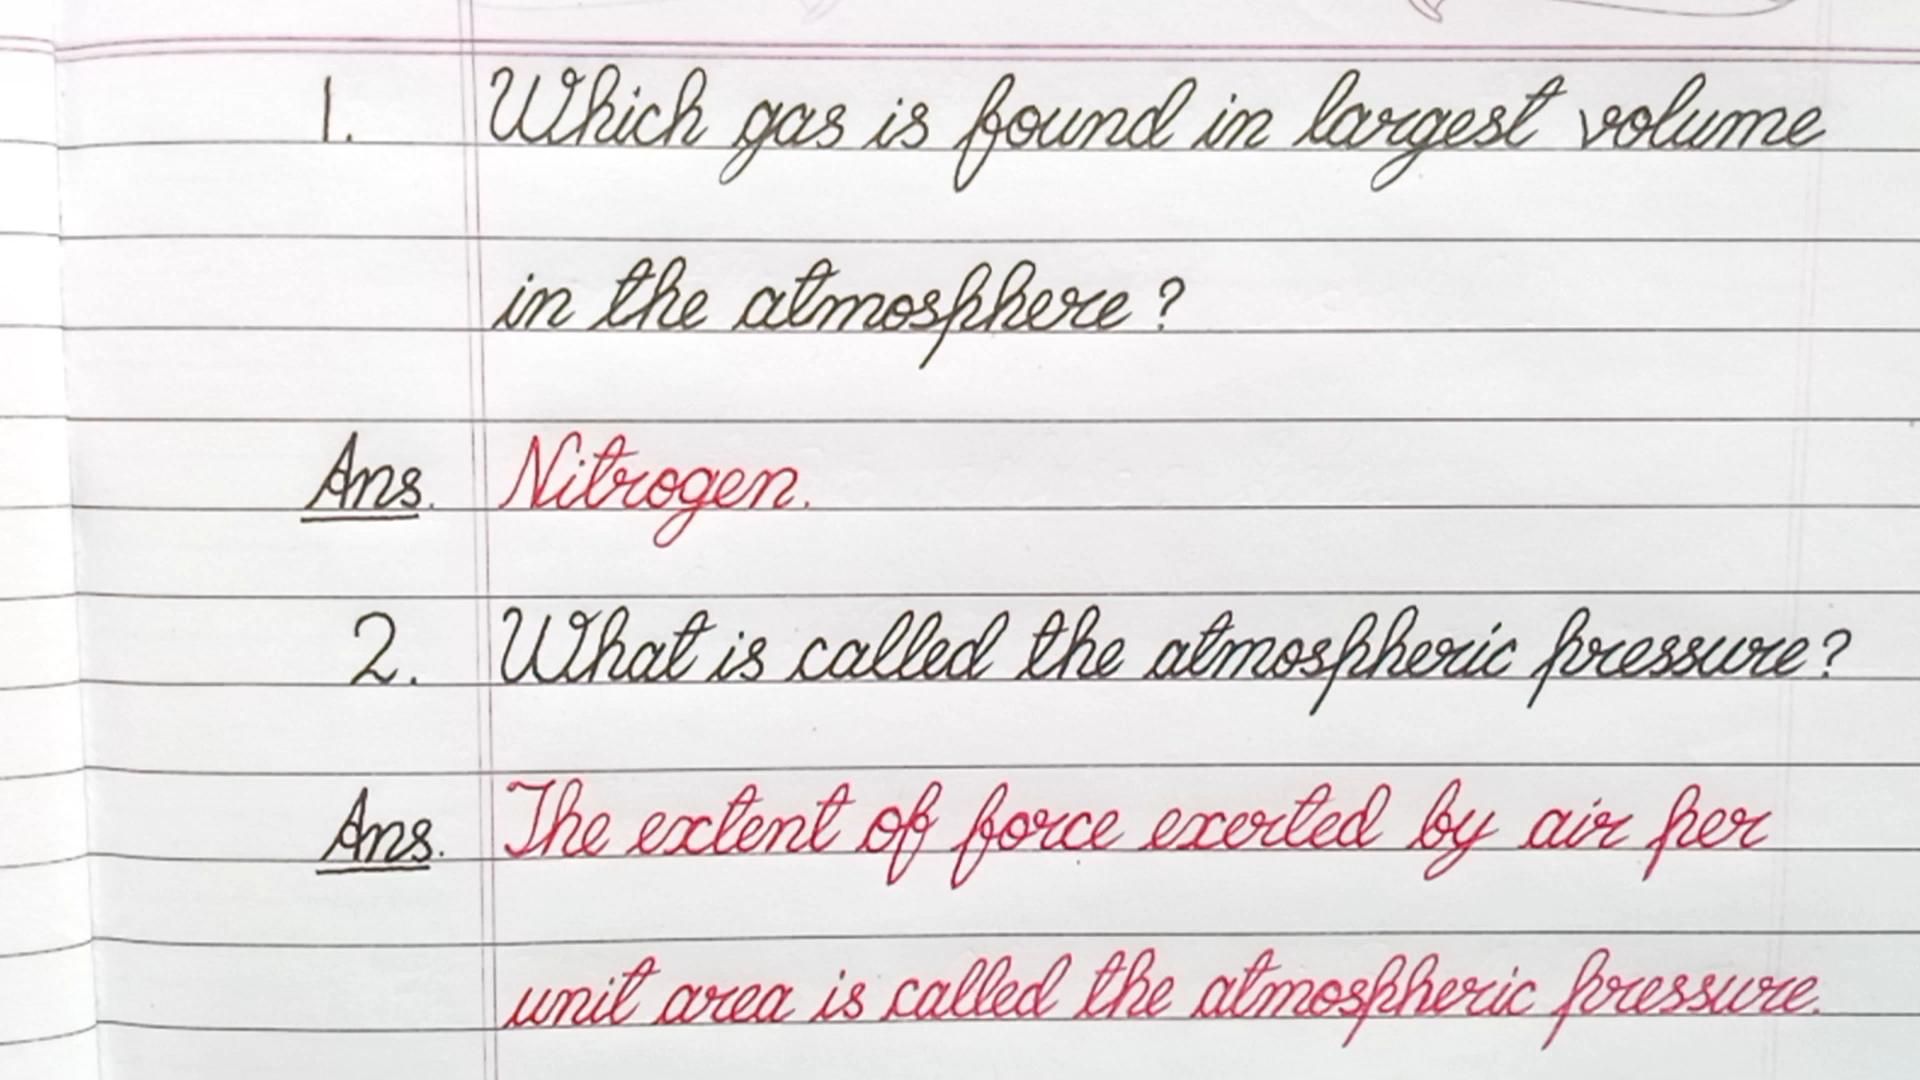 1. Which gas is found in largest volume
in the atmosphere?
Ans. Nitrogen.
2. What is called the atmospheric pressure?
Ans. The extent of force exerted by air per
unit area is called the atmospheric pressure.